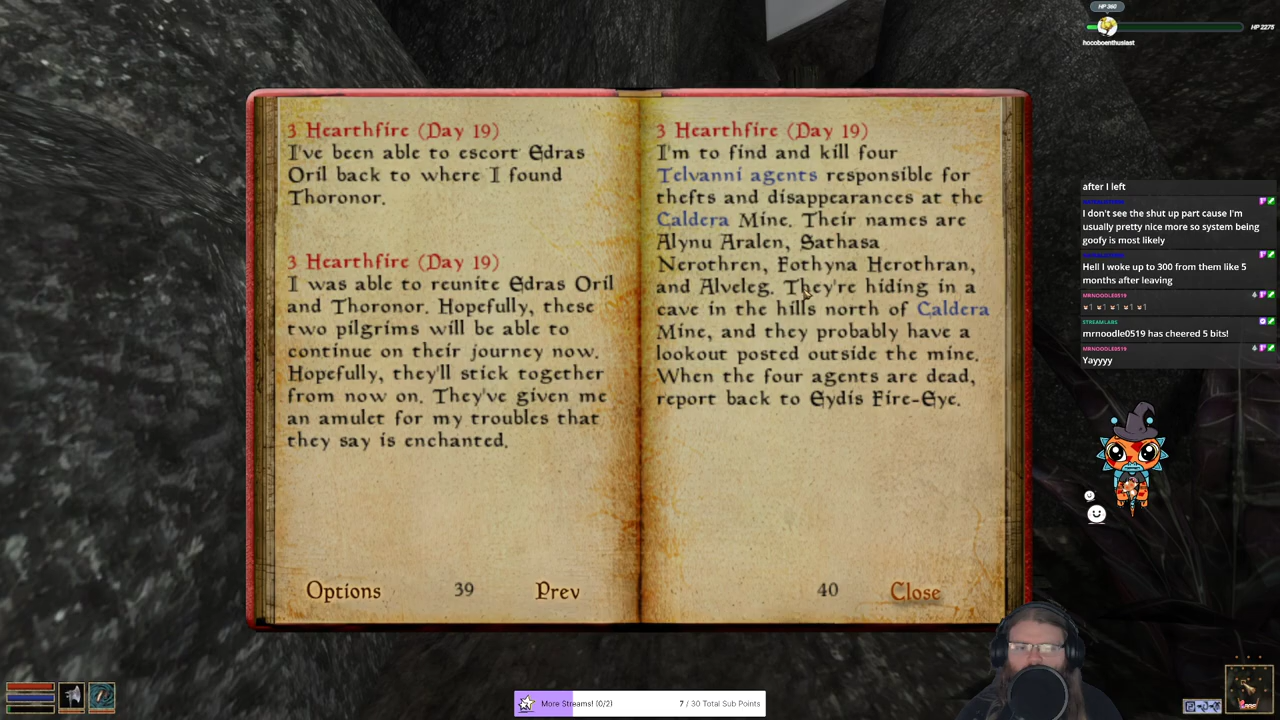 HP 360
HP 2275
hocoboenthusiast
3 Hearthfire (Day 19)
I've been able to escort Edras
Oril back to where I found
Thoronor.
3 Hearthfire (Day 19)
I was able to reunite Edras Oril
and Thoronor. Hopefully, these
two pilgrims will be able to
continue on their journey now.
Hopefully, they'll stick together
from now on. They've given me
an amulet for my troubles that
they say is enchanted.
Options
39
Prev
3 Hearthfire (Day 19)
I'm to find and kill four
Telvanni agents responsible for
thefts and disappearances at the
Caldera Mine. Their names are
Alynu Aralen, Sathasa
Nerothren, Fothyna Herothran,
and Alveleg. They're hiding in a
cave in the hills north of Caldera
Mine, and they probably have a
lookout posted outside the mine.
When the four agents are dead,
report back to Eydis Fire-Eye.
40
Close
after I left
I don't see the shut up part cause I'm
usually pretty nice more so system being
goofy is most likely
Hell I woke up to 300 from them like 5
months after leaving
MRNOODLE0519
STREAMLABS
mrnoodle0519 has cheered 5 bits!
MRNOODLE0519
Yayyyy
More Streams! (0/2)
7 / 30 Total Sub Points